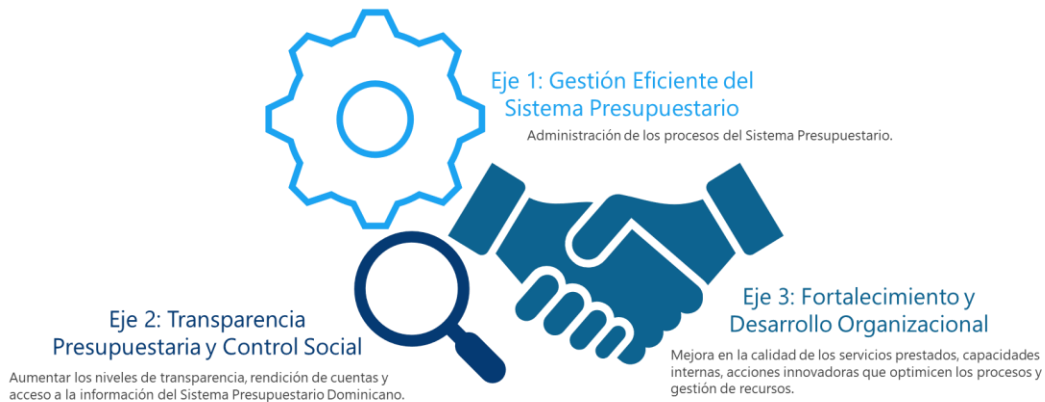 Eje 1: Gestión Eficiente del
Sistema Presupuestario
Administración de los procesos del Sistema Presupuestario.
Eje 2: Transparencia
Presupuestaria y Control Social
Aumentar los niveles de transparencia, rendición de cuentas y
acceso a la información del Sistema Presupuestario Dominicano.
Eje 3: Fortalecimiento y
Desarrollo Organizacional
Mejora en la calidad de los servicios prestados, capacidades
internas, acciones innovadoras que optimicen los procesos y
gestión de recursos.